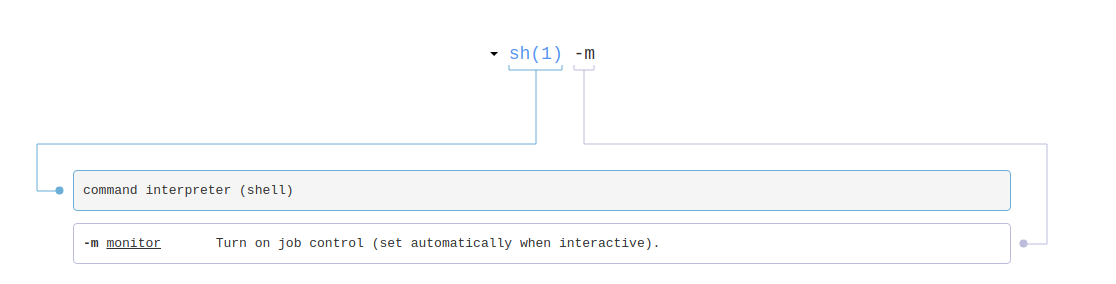 sh(1) -m
command interpreter (shell)
-m monitor Turn on job control (set automatically when interactive).